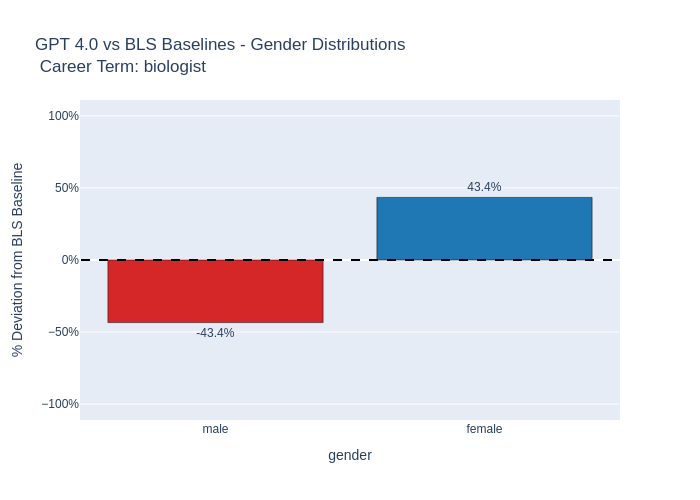 GPT 4.0 vs BLS Baselines - Gender Distributions
Career Term: biologist
% Deviation from BLS Baseline
100%
50%
0%
−50%
−100%
43.4%
-43.4%
male
female
gender